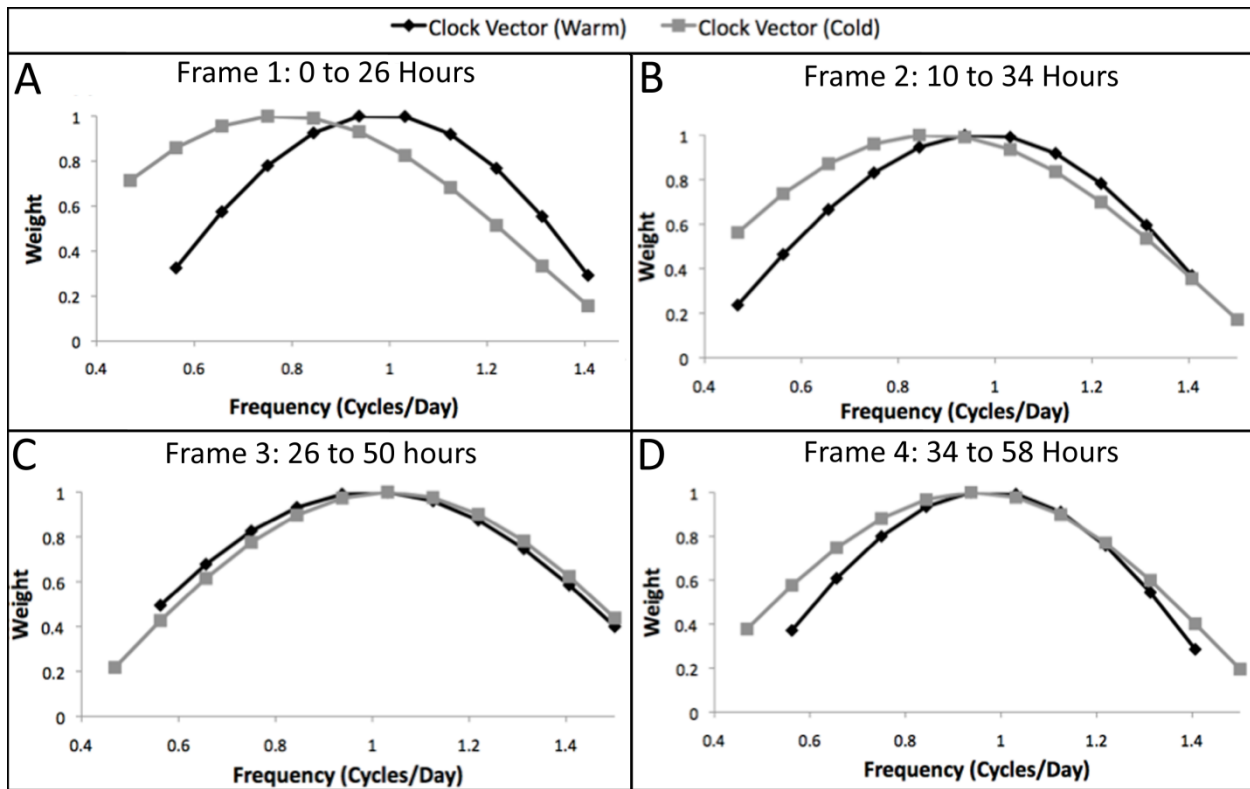 Clock Vector (Warm) Clock Vector (Cold)
A Frame 1: 0 to 26 Hours
Weight
1
0.8
0.6
0.4
0.2
0
0.4 0.6 0.8 1 1.2 1.4
Frequency (Cycles/Day)
B Frame 2: 10 to 34 Hours
Weight
1
0.8
0.6
0.4
0.2
0
0.4 0.6 0.8 1 1.2 1.4
Frequency (Cycles/Day)
C Frame 3: 26 to 50 hours
Weight
1
0.8
0.6
0.4
0.2
0
0.4 0.6 0.8 1 1.2 1.4
Frequency (Cycles/Day)
D Frame 4: 34 to 58 Hours
Weight
1
0.8
0.6
0.4
0.2
0
0.4 0.6 0.8 1 1.2 1.4
Frequency (Cycles/Day)